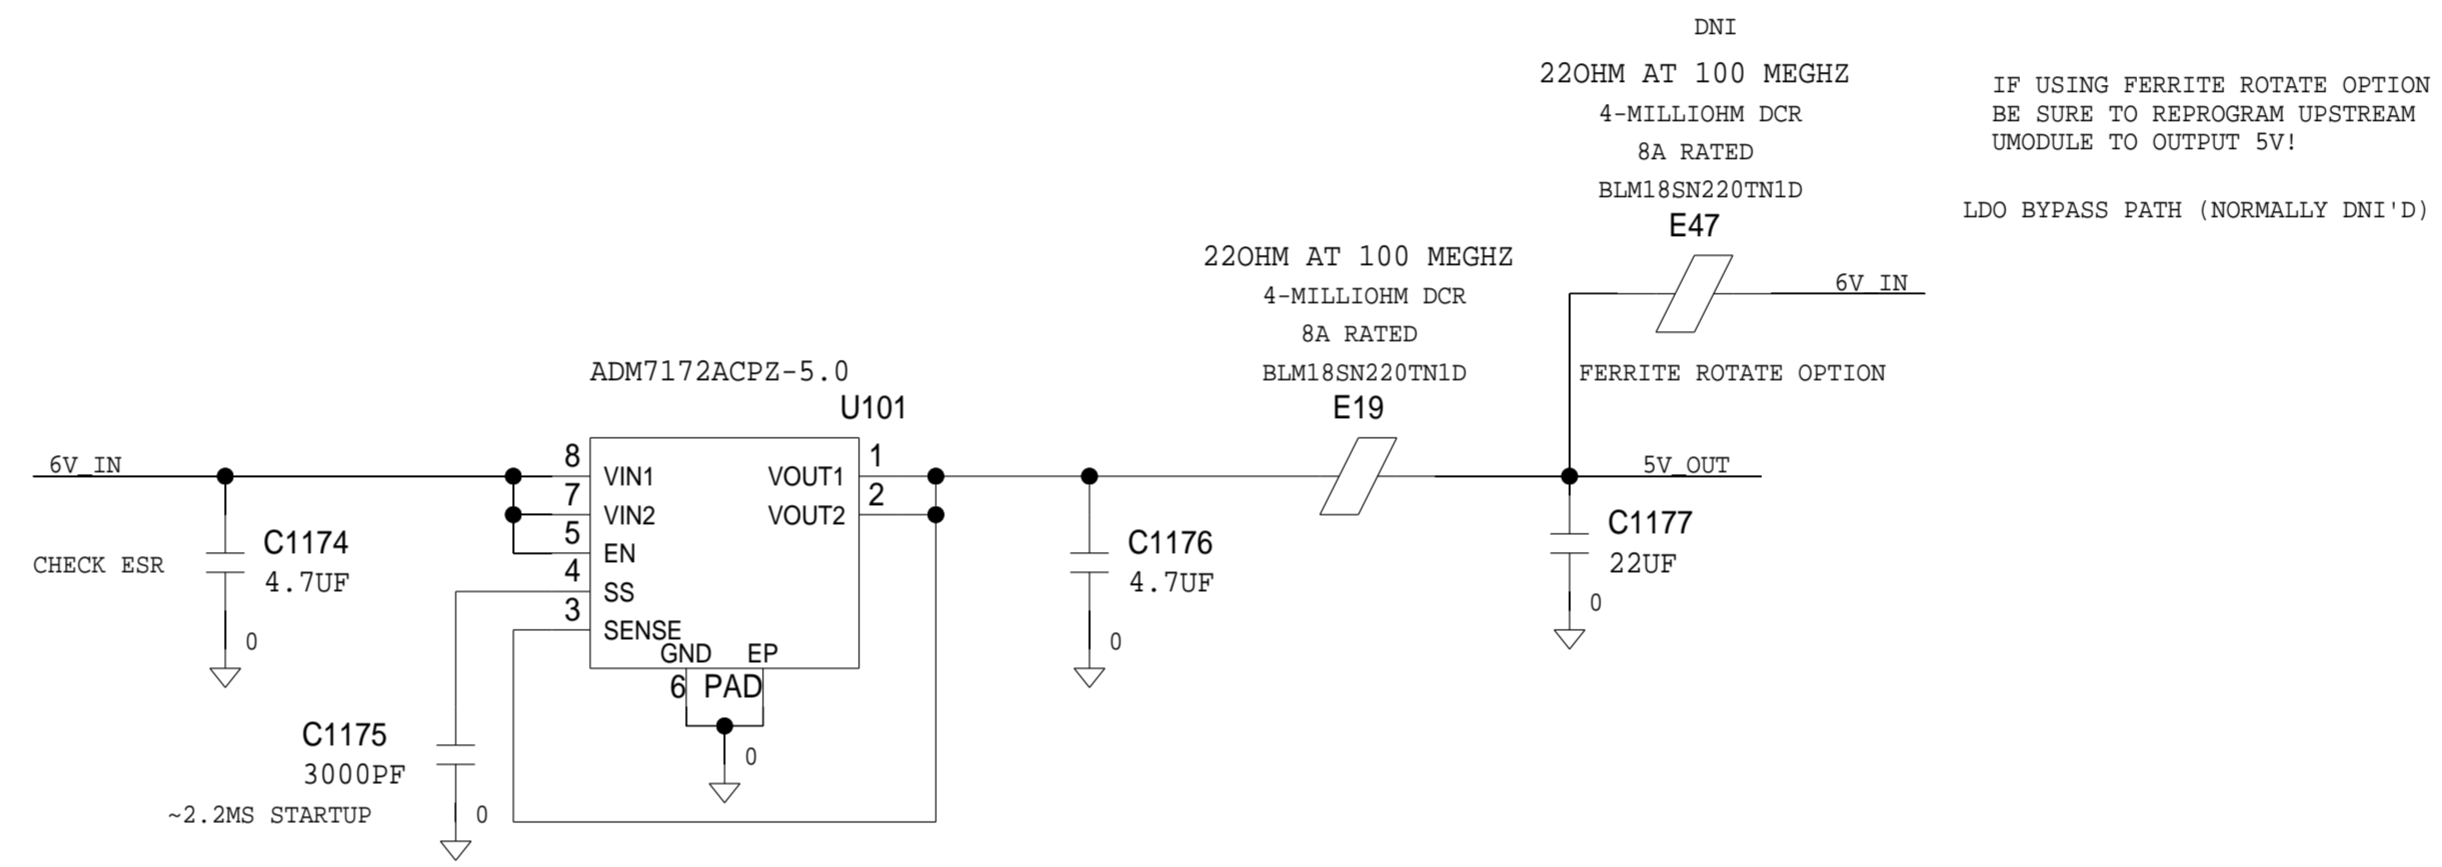 DNI
22OHM AT 100 MEGHZ
4-MILLIOHM DCR
8A RATED
BLM18SN220TN1D
E47
IF USING FERRITE ROTATE OPTION
BE SURE TO REPROGRAM UPSTREAM
UMODULE TO OUTPUT 5V!
LDO BYPASS PATH (NORMALLY DNI'D)
6V_IN
FERRITE ROTATE OPTION
22OHM AT 100 MEGHZ
4-MILLIOHM DCR
8A RATED
BLM18SN220TN1D
E19
ADM7172ACPZ-5.0
U101
6V_IN
8
7
5
4
3
VIN1
VIN2
EN
SS
SENSE
VOUT1
VOUT2
1
2
GND
EP
6
PAD
0
CHECK ESR
C1174
4.7UF
0
C1175
3000PF
~2.2MS STARTUP
0
C1176
4.7UF
0
5V_OUT
C1177
22UF
0